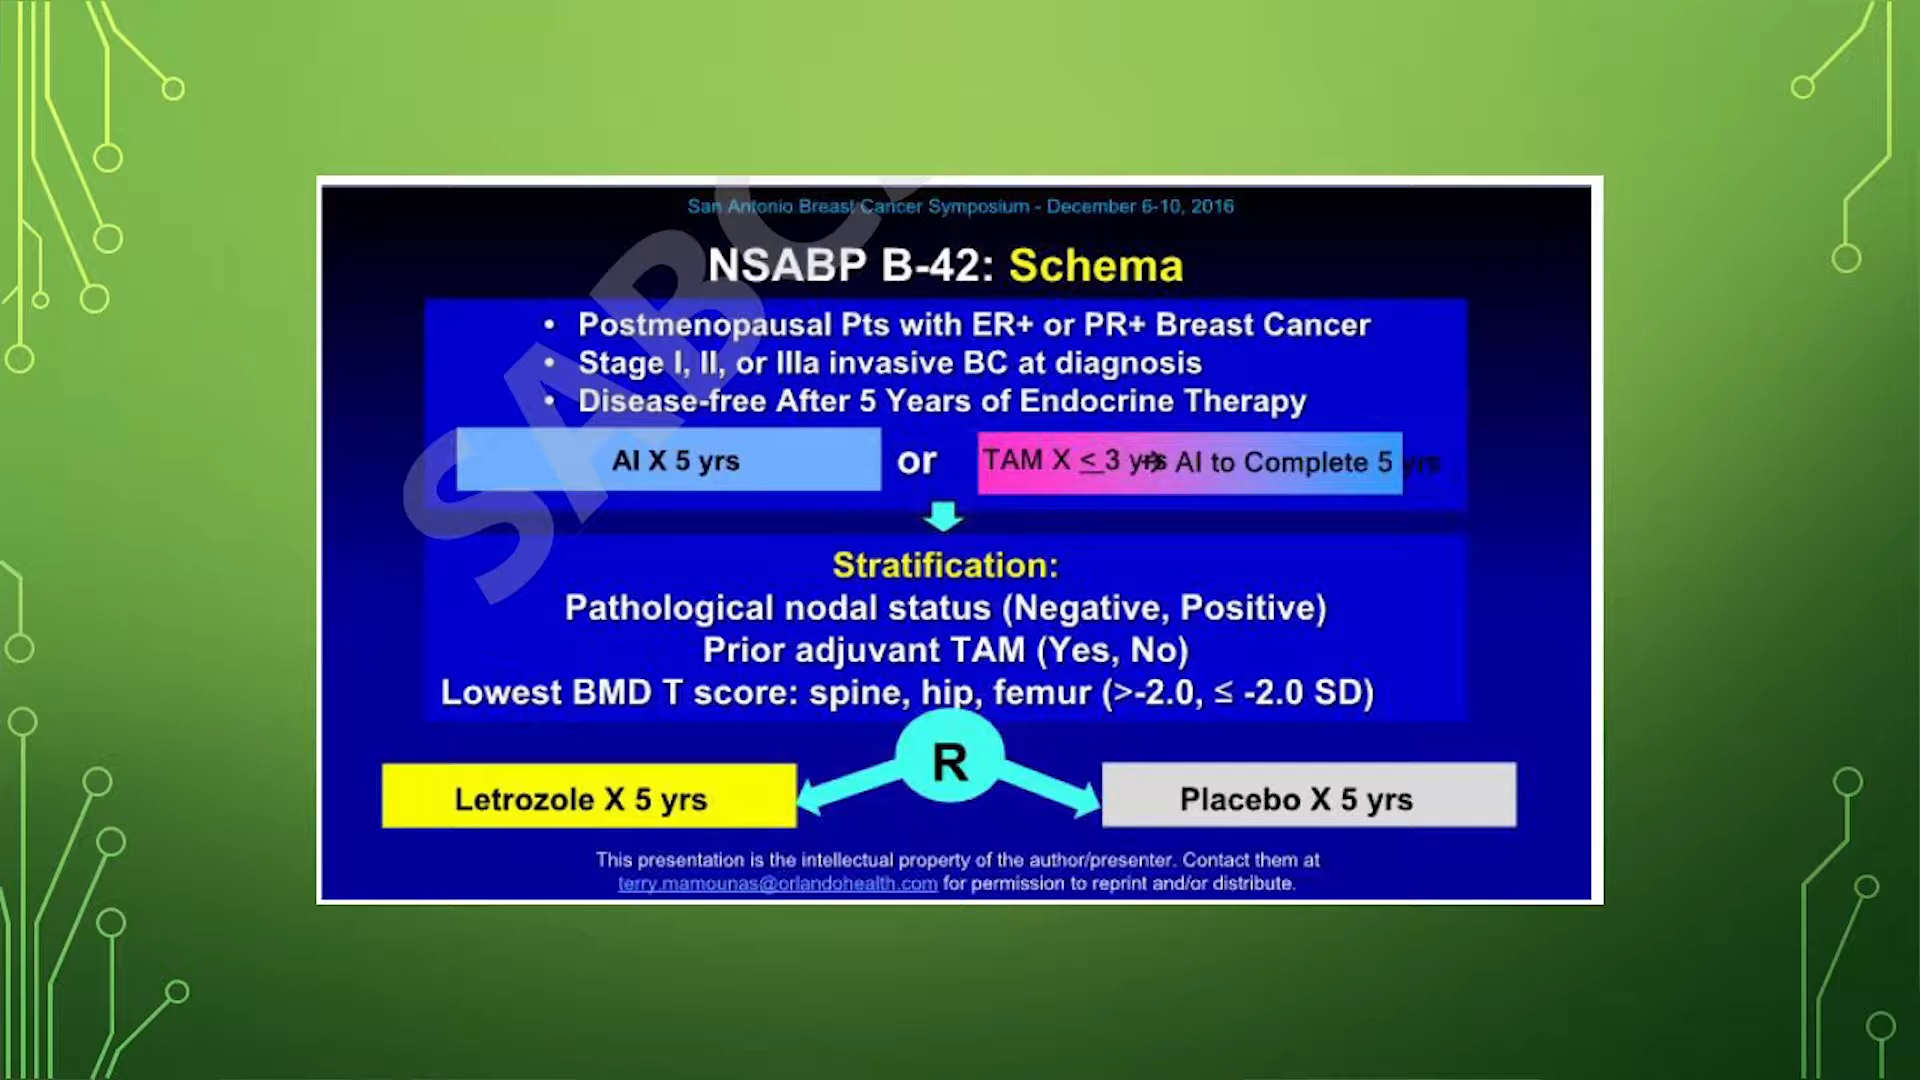 San Antonio Breast Cancer Symposium - December 6-10, 2016
NSABP B-42: Schema
• Postmenopausal Pts with ER+ or PR+ Breast Cancer
• Stage I, II, or IIIa invasive BC at diagnosis
• Disease-free After 5 Years of Endocrine Therapy
AI X 5 yrs
or
TAM X < 3 yrs → AI to Complete 5 yrs
Stratification:
Pathological nodal status (Negative, Positive)
Prior adjuvant TAM (Yes, No)
Lowest BMD T score: spine, hip, femur (>-2.0, ≤ -2.0 SD)
R
Letrozole X 5 yrs
Placebo X 5 yrs
This presentation is the intellectual property of the author/presenter. Contact them at
terry.mamounas@orlandohealth.com for permission to reprint and/or distribute.
SABC